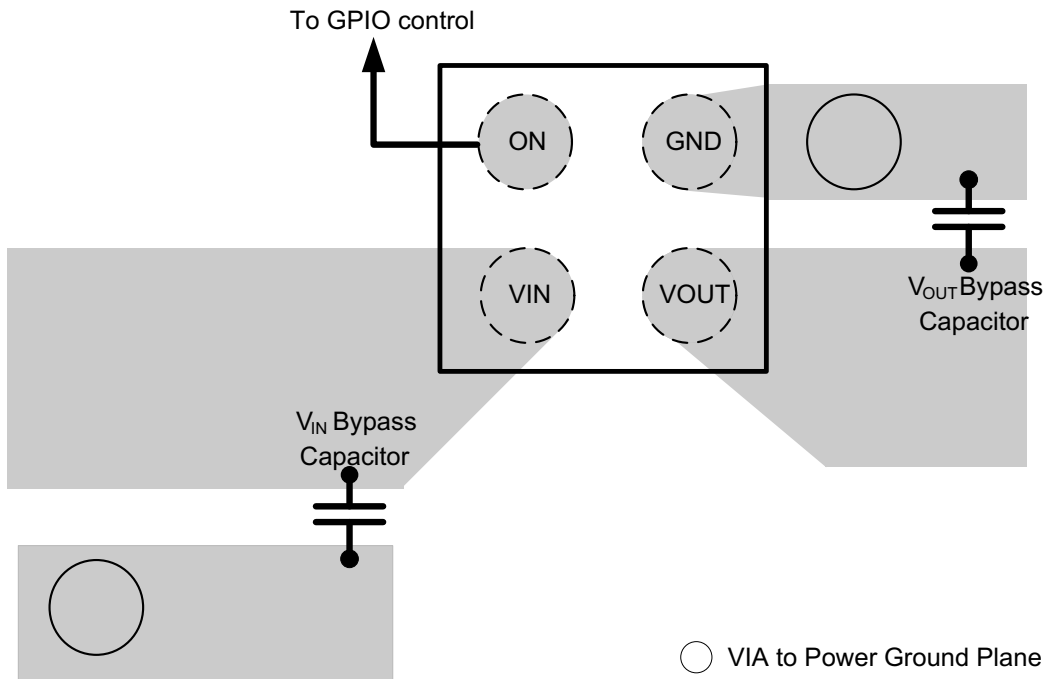 To GPIO control
ON
GND
VIN
VOUT
VOUT Bypass
Capacitor
VIN Bypass
Capacitor
VIA to Power Ground Plane